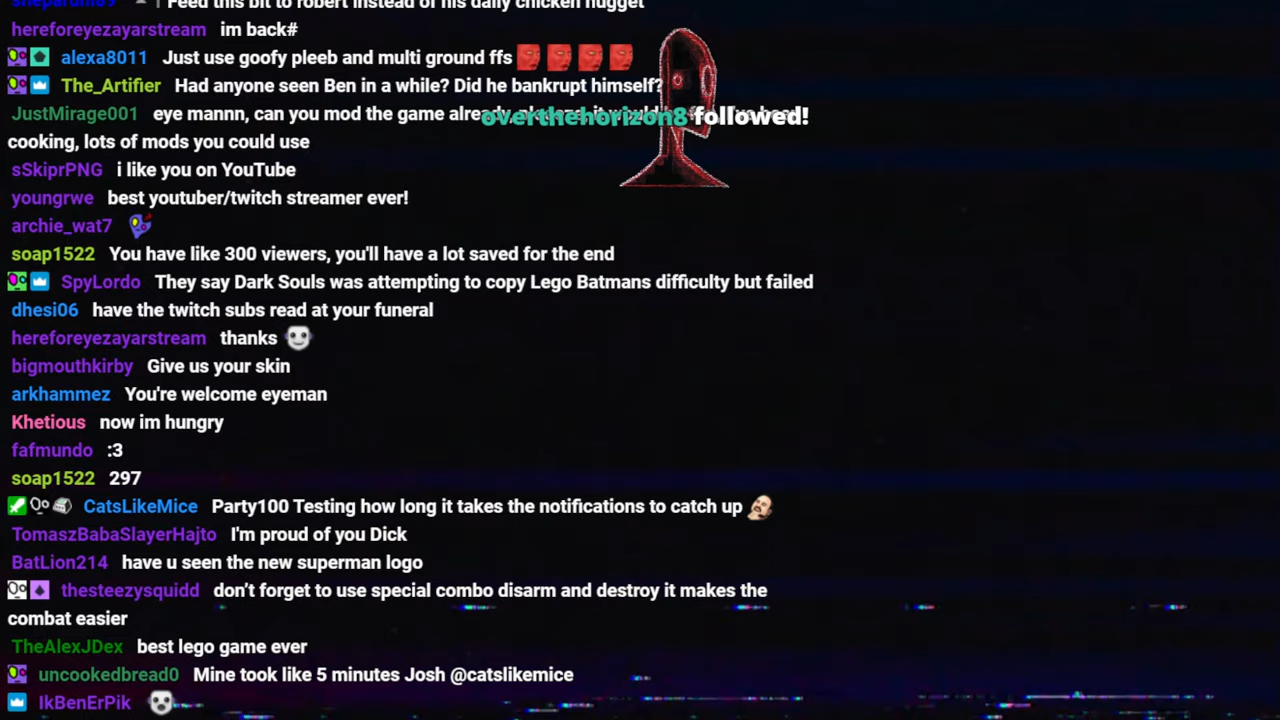 Feed this bit to robert instead of his daily chicken nugget
hereforeyezayarstream im back#
alexa8011 Just use goofy pleeb and multi ground ffs
The_Artifier Had anyone seen Ben in a while? Did he bankrupt himself?
JustMirage001 eye mannn, can you mod the game already
overthehorizon8 followed!
cooking, lots of mods you could use
sSkiprPNG i like you on YouTube
youngrwe best youtuber/twitch streamer ever!
archie_wat7
soap1522 You have like 300 viewers, you'll have a lot saved for the end
SpyLordo They say Dark Souls was attempting to copy Lego Batmans difficulty but failed
dhesi06 have the twitch subs read at your funeral
hereforeyezayarstream thanks
bigmouthkirby Give us your skin
arkhammez You're welcome eyeman
Khetious now im hungry
fafmundo :3
soap1522 297
CatsLikeMice Party100 Testing how long it takes the notifications to catch up
TomaszBabaSlayerHajto I'm proud of you Dick
BatLion214 have u seen the new superman logo
thesteezysquidd don't forget to use special combo disarm and destroy it makes the
combat easier
TheAlexJDex best lego game ever
uncookedbread0 Mine took like 5 minutes Josh @catslikemice
IkBenErPik